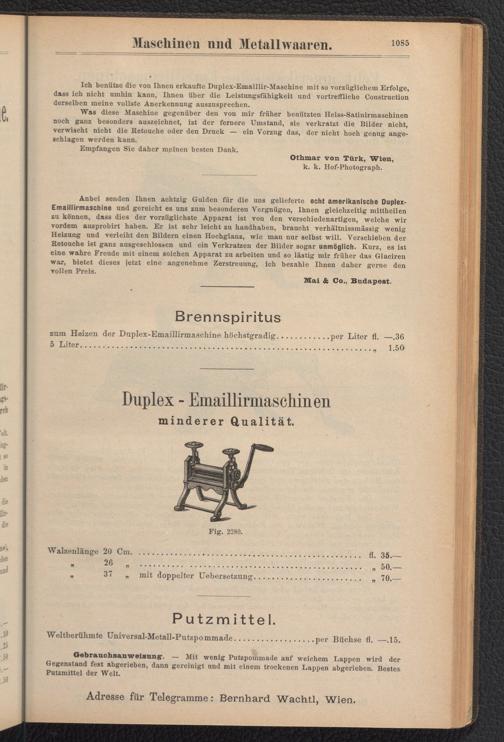 Maschinen und Metallwaaren. 1085
Ich benütze die von Ihnen erkaufte Duplex-Emaillir-Maschine mit so vorzüglichem Erfolge,
dass ich nicht umhin kann, Ihnen über die Leistungsfähigkeit und vortreffliche Construction
derselben meine vollste Anerkennung auszusprechen.
Was diese Maschine gegenüber den von mir früher benützten Heiss-Satinirmaschinen
noch ganz besonders auszeichnet, ist der fernere Umstand, sie verkratzt die Bilder nicht,
verwischt nicht die Retouche oder den Druck — ein Vorzug das, der nicht hoch genug ange-
schlagen werden kann.
Empfangen Sie daher meinen besten Dank.
Othmar von Türk, Wien,
k. k. Hof-Photograph.
Anbei senden Ihnen achtzig Gulden für die uns gelieferte echt amerikanische Duplex-
Emaillirmaschine und gereicht es uns zum besonderen Vergnügen, Ihnen gleichzeitig mittheilen
zu können, dass dies der vorzüglichste Apparat ist von den verschiedenartigen, welche wir
vordem ausprobirt haben. Er ist sehr leicht zu handhaben, braucht verhältnissmässig wenig
Heizung und verleiht den Bildern einen Hochglanz, wie man nur selbst will. Verschieben der
Retouche ist ganz ausgeschlossen und ein Verkratzen der Bilder sogar unmöglich. Kurz, es ist
eine wahre Freude mit einem solchen Apparat zu arbeiten und so lästig mir früher das Glaciren
war, bietet dieses jetzt eine angenehme Zerstreuung, ich bezahle Ihnen daher gerne den
vollen Preis.
Mai & Co., Budapest.
Brennspiritus
zum Heizen der Duplex-Emaillirmaschine höchstgradig............per Liter fl. —.36
5 Liter..................................................„ 1.50
Duplex - Emaillirmaschinen
minderer Qualität.
Fig. 2280.
Walzenlänge 20 Cm. ........................................ fl. 35.—
„ 26 „ ........................................ „ 50.—
„ 37 „ mit doppelter Uebersetzung....................... „ 70.—
Putzmittel.
Weltberühmte Universal-Metall-Putzpommade..................per Büchse fl. —.15.
Gebrauchsanweisung. — Mit wenig Putzpommade auf weichem Lappen wird der
Gegenstand fest abgerieben, dann gereinigt und mit einem trockenen Lappen abgerieben. Bestes
Putzmittel der Welt.
Adresse für Telegramme: Bernhard Wachtl, Wien.